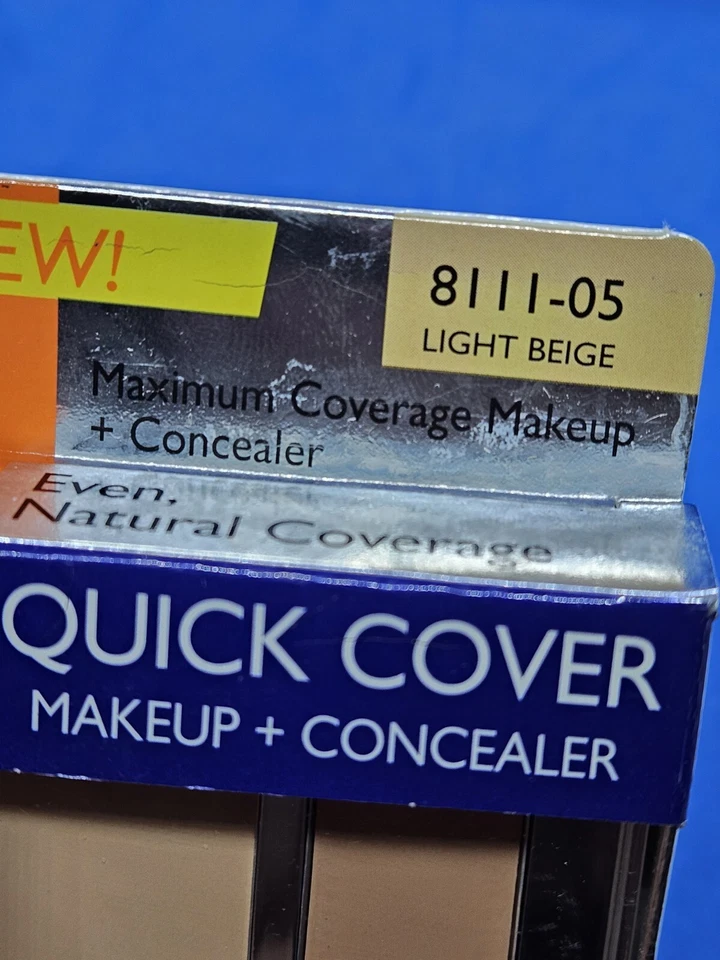 EW!
8111-05
LIGHT BEIGE
Maximum Coverage Makeup
+ Concealer
Even,
Natural Coverage
QUICK COVER
MAKEUP + CONCEALER